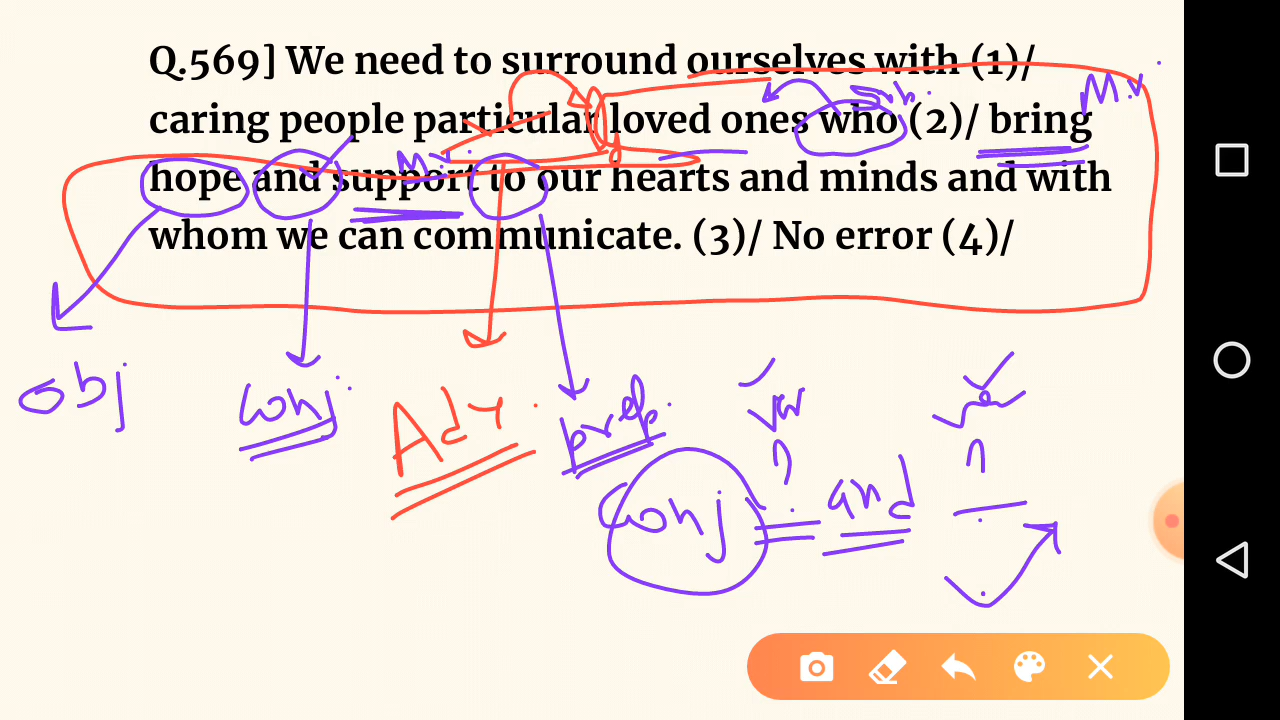 Q.569] We need to surround ourselves with (1)/
caring people particular loved ones who (2)/ bring
hope and support to our hearts and minds and with
whom we can communicate. (3)/ No error (4)/
Sub.
M.V
M.V
obj
Conj
Adv.
prep.
Conj = and